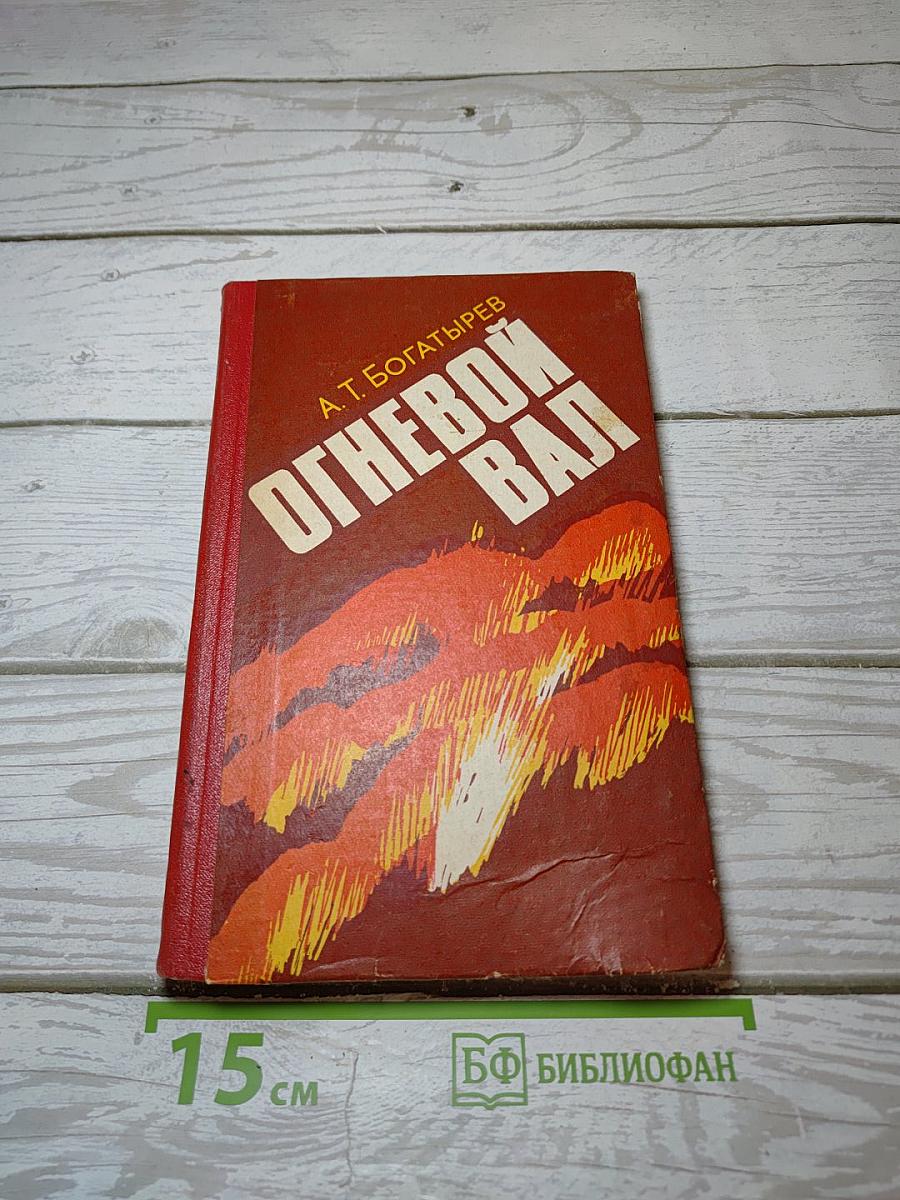 А. Т. БОГАТЫРЕВ
ОГНЕВОЙ
ВАЛ
15 см
БФ БИБЛИОФАН